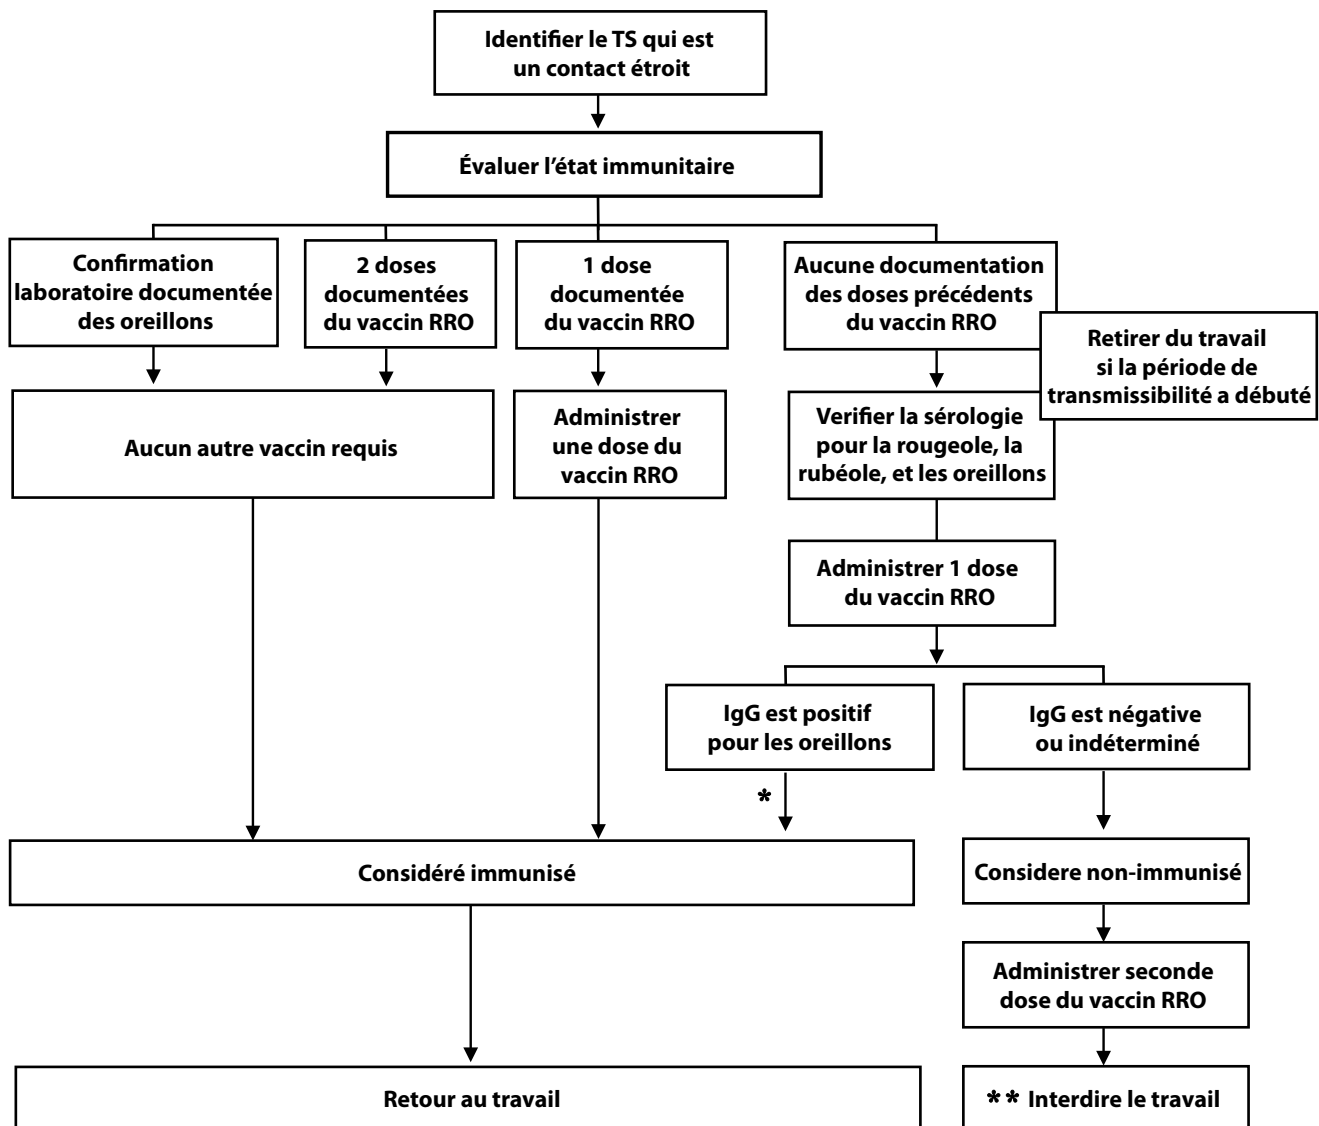 Identifier le TS qui est
un contact étroit
Évaluer l'état immunitaire
Confirmation
laboratoire documentée
des oreillons
2 doses
documentées
du vaccin RRO
1 dose
documentée
du vaccin RRO
Aucune documentation
des doses précédents
du vaccin RRO
Retirer du travail
si la période de
transmissibilité a débuté
Aucun autre vaccin requis
Administrer
une dose du
vaccin RRO
Verifier la sérologie
pour la rougeole, la
rubéole, et les oreillons
Administrer 1 dose
du vaccin RRO
IgG est positif
pour les oreillons
IgG est négative
ou indéterminé
*
Considéré immunisé
Considere non-immunisé
Administrer seconde
dose du vaccin RRO
Retour au travail
** Interdire le travail